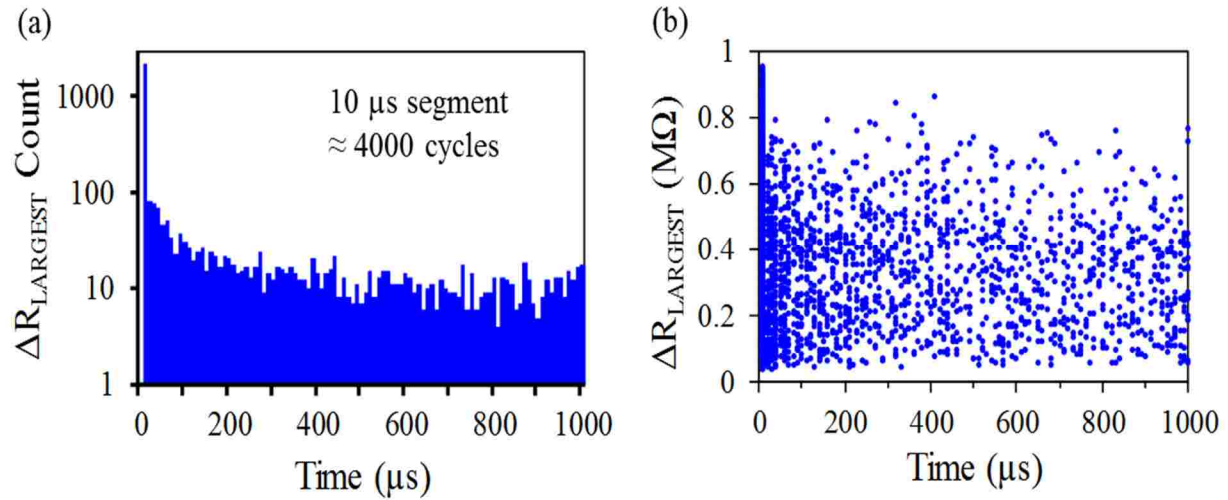 (a)
ΔR_LARGEST Count
1000
100
10
1
10 µs segment
≈ 4000 cycles
0 200 400 600 800 1000
Time (µs)
(b)
ΔR_LARGEST (MΩ)
1
0.8
0.6
0.4
0.2
0
0 200 400 600 800 1000
Time (µs)